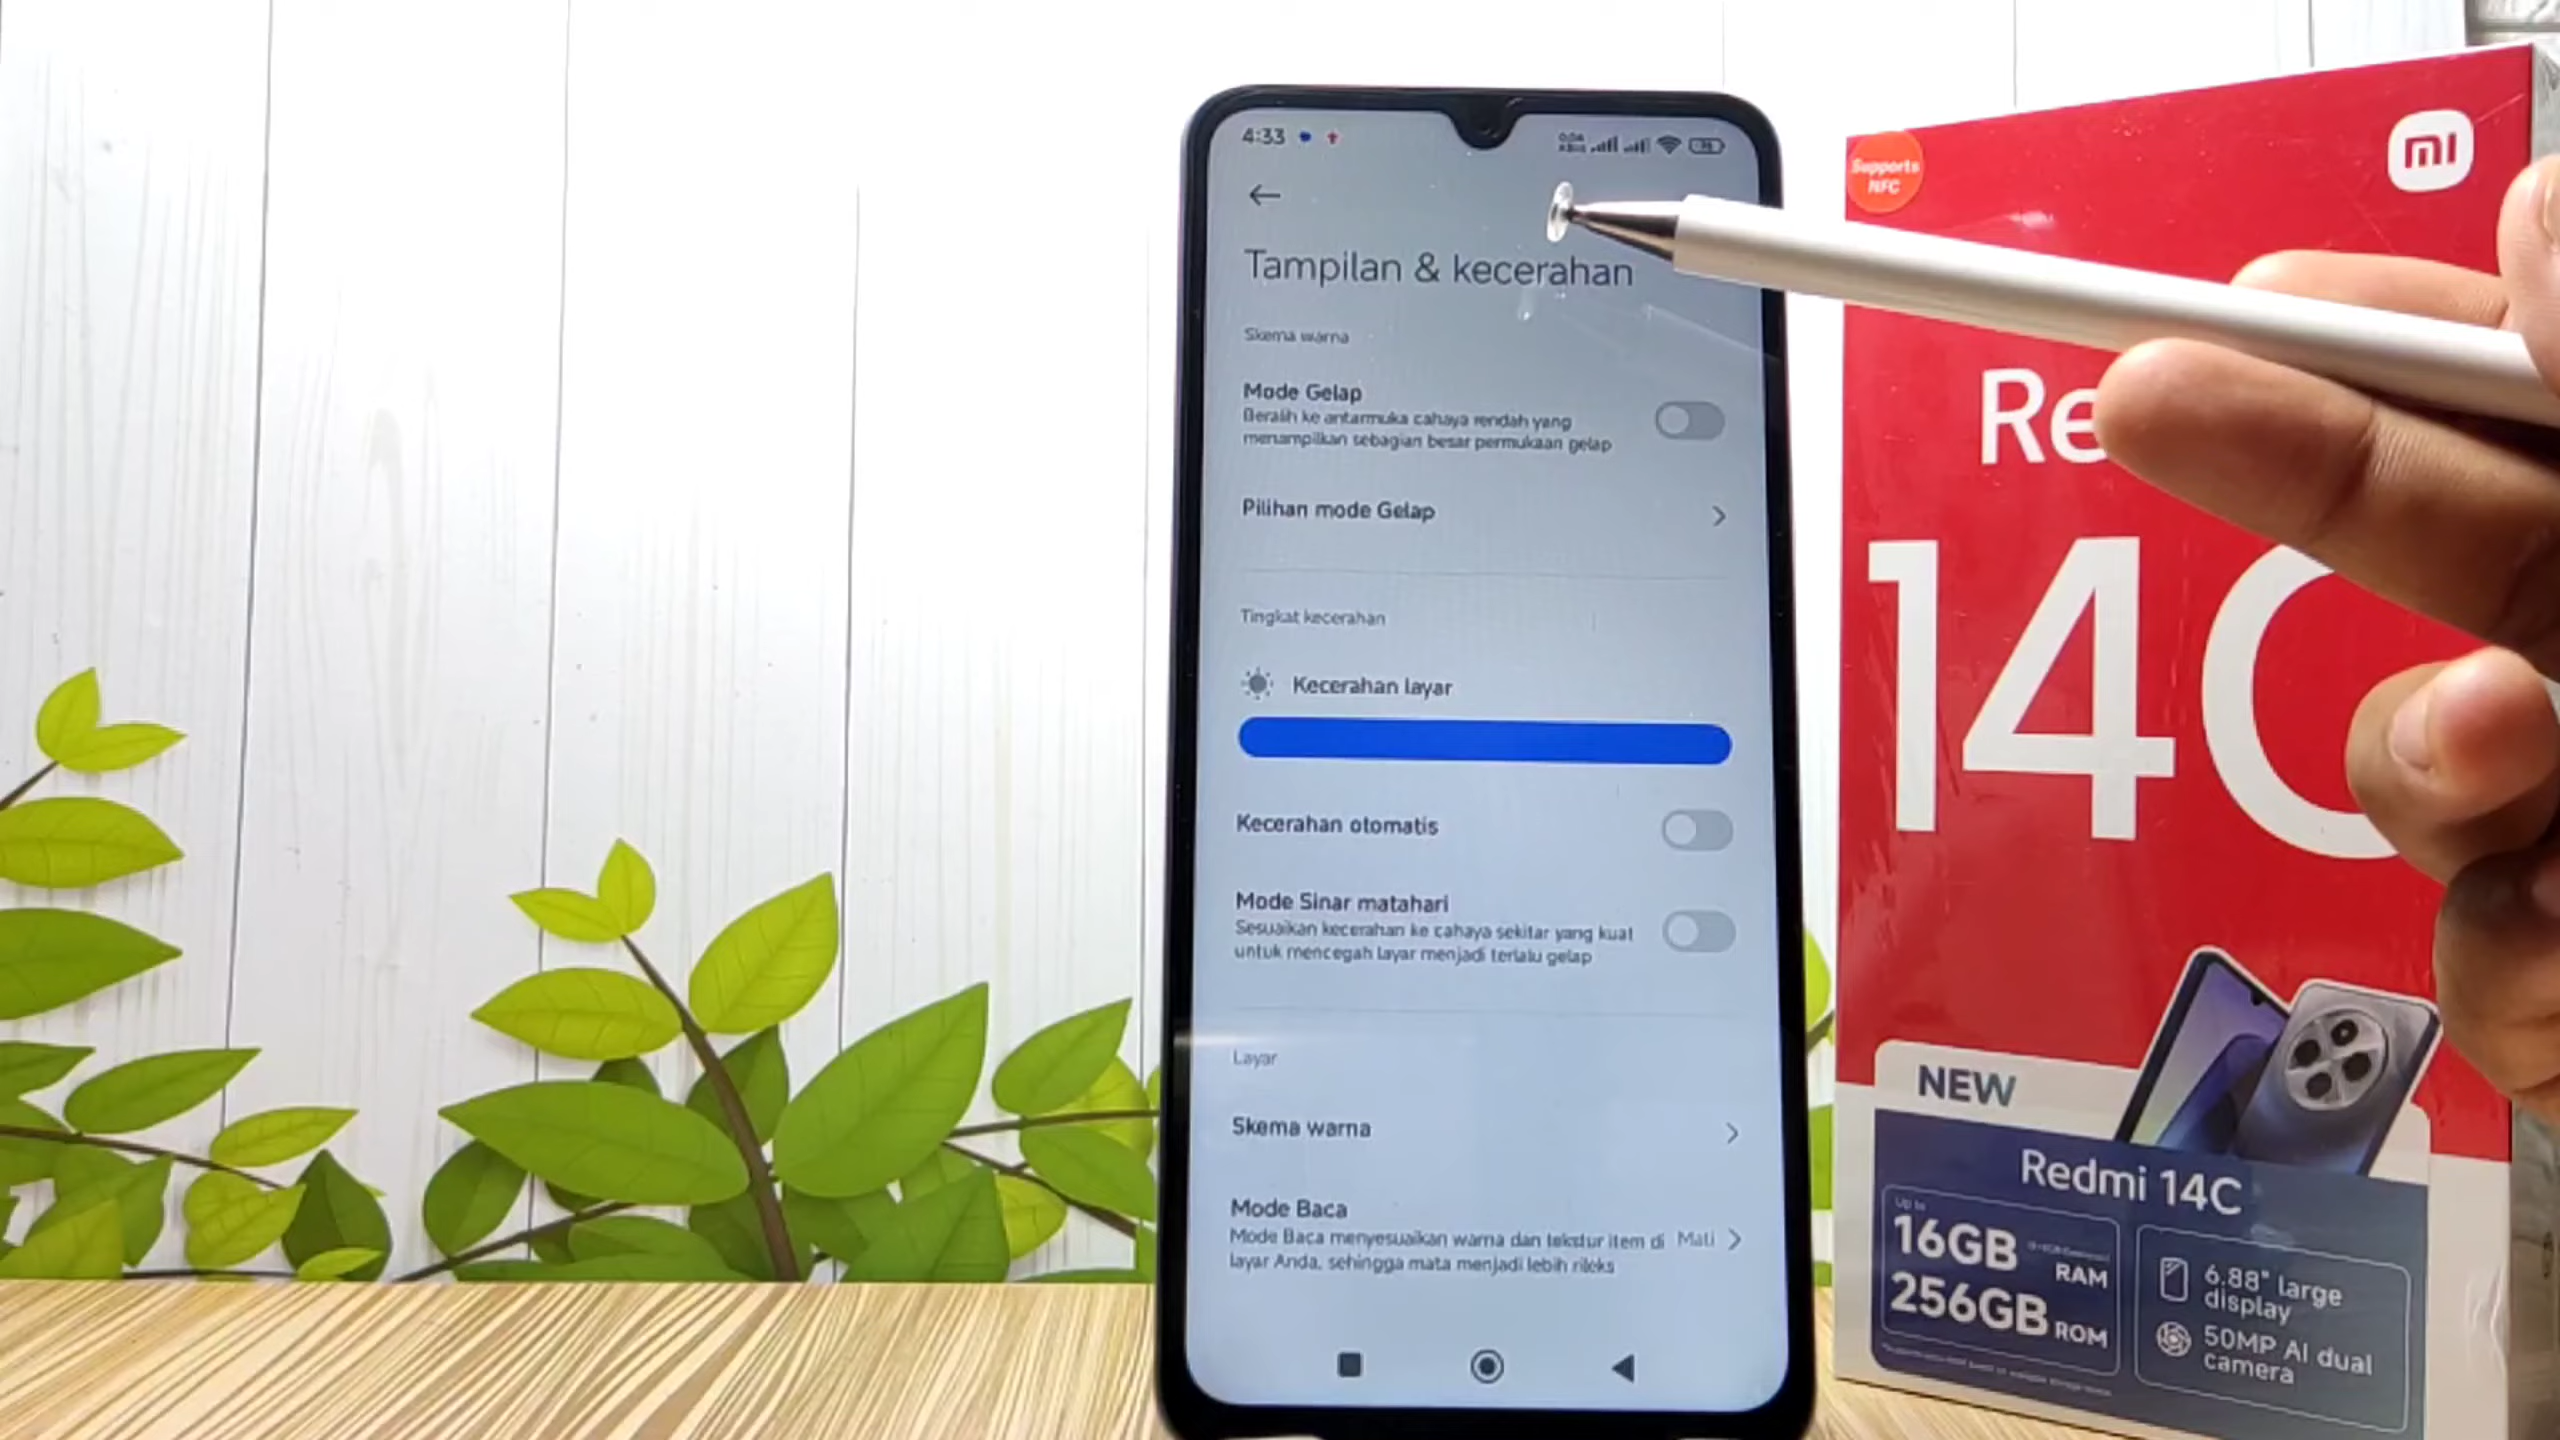 4:33
Tampilan & kecerahan
Skema warna
Mode Gelap
Beralih ke antarmuka cahaya rendah yang
menampilkan sebagian besar permukaan gelap
Pilihan mode Gelap
Tingkat kecerahan
Kecerahan layar
Kecerahan otomatis
Mode Sinar matahari
Sesuaikan kecerahan ke cahaya sekitar yang kuat
untuk mencegah layar menjadi terlalu gelap
Layar
Skema warna
Mode Baca
Mode Baca menyesuaikan warna dan tekstur item di
layar Anda, sehingga mata menjadi lebih rileks
Mati
Supports
NFC
mi
Re
14C
NEW
Redmi 14C
Up to
16GB
RAM
256GB ROM
6.88" large
display
50MP AI dual
camera